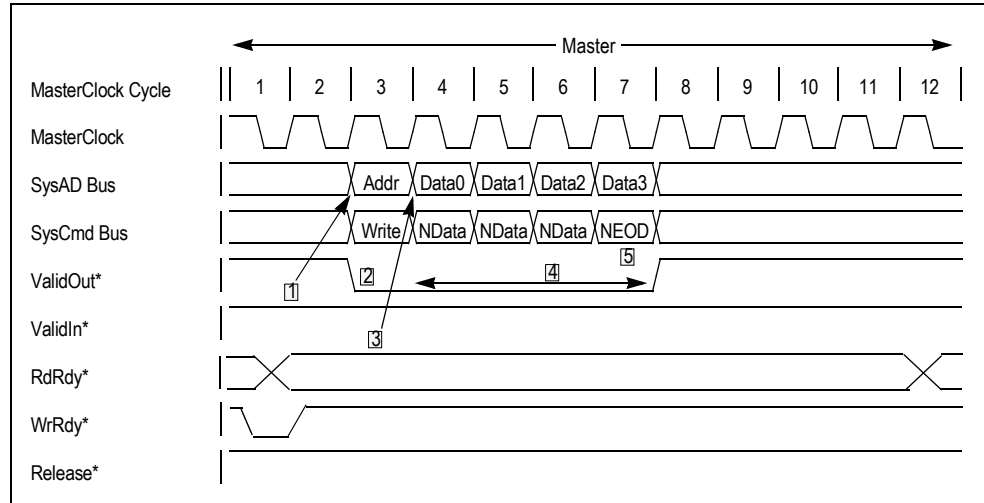 Master
MasterClock Cycle 1 2 3 4 5 6 7 8 9 10 11 12
MasterClock
SysAD Bus Addr Data0 Data1 Data2 Data3
SysCmd Bus Write NData NData NData NEOD
5
ValidOut* 2 4
1
ValidIn*
3
RdRdy*
WrRdy*
Release*